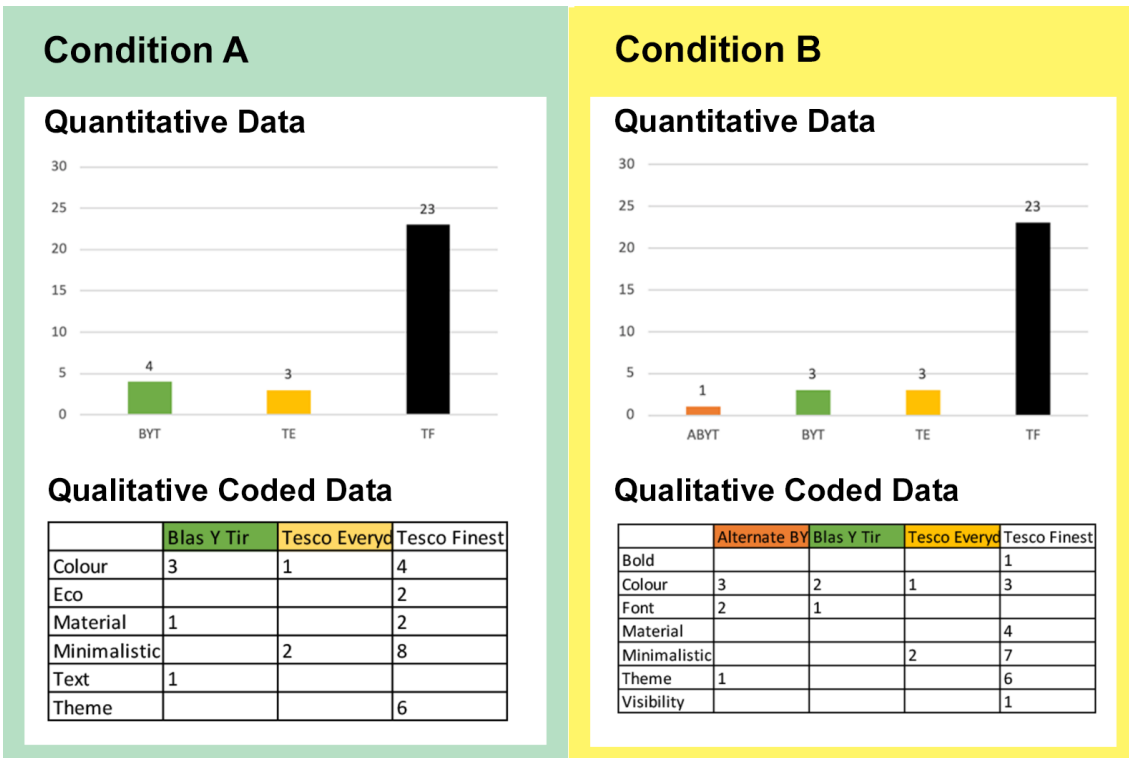 Condition A
Quantitative Data
30
25
20
15
10
5
0
4
3
23
BYT TE TF
Qualitative Coded Data
Blas Y Tir Tesco Everyd Tesco Finest
Colour 3 1 4
Eco 2
Material 1 2
Minimalistic 2 8
Text 1
Theme 6
Condition B
Quantitative Data
30
25
20
15
10
5
0
1
3
3
23
ABYT BYT TE TF
Qualitative Coded Data
Alternate BY Blas Y Tir Tesco Everyd Tesco Finest
Bold 1
Colour 3 2 1 3
Font 2 1
Material 4
Minimalistic 2 7
Theme 1 6
Visibility 1